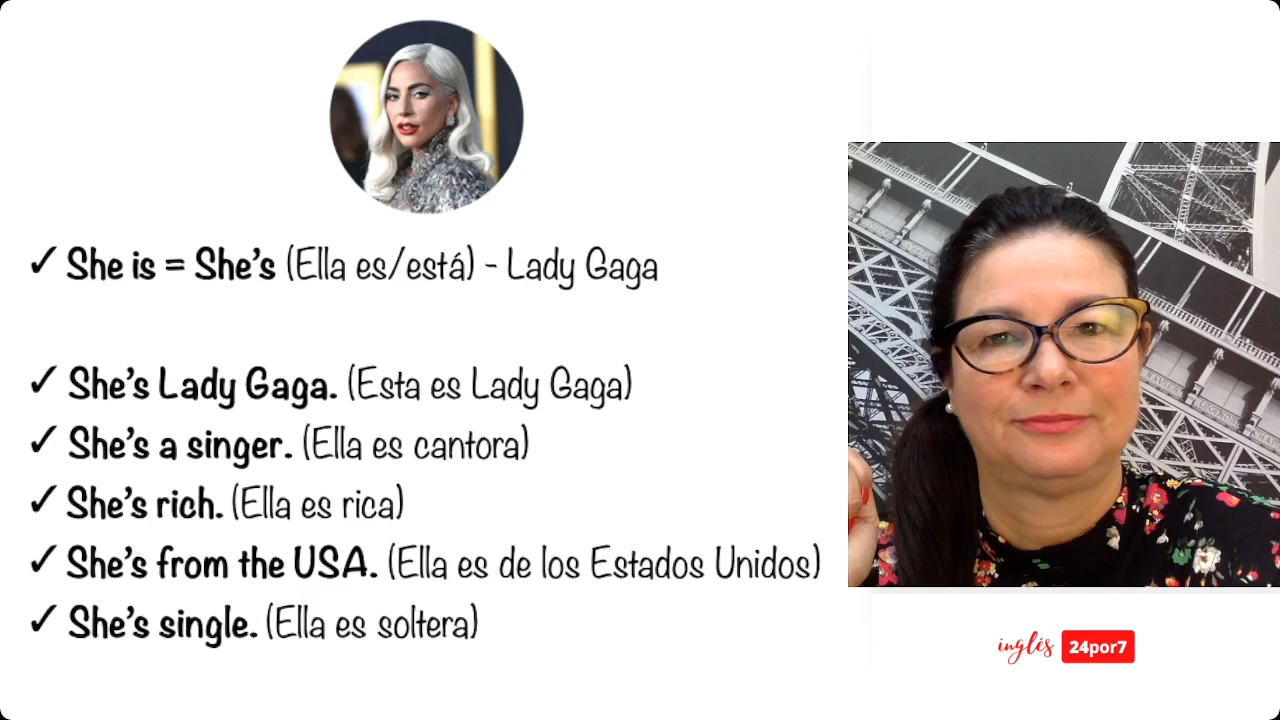 ✓ She is = She's (Ella es/está) - Lady Gaga
✓ She's Lady Gaga. (Esta es Lady Gaga)
✓ She's a singer. (Ella es cantora)
✓ She's rich. (Ella es rica)
✓ She's from the USA. (Ella es de los Estados Unidos)
✓ She's single. (Ella es soltera)
inglés 24por7